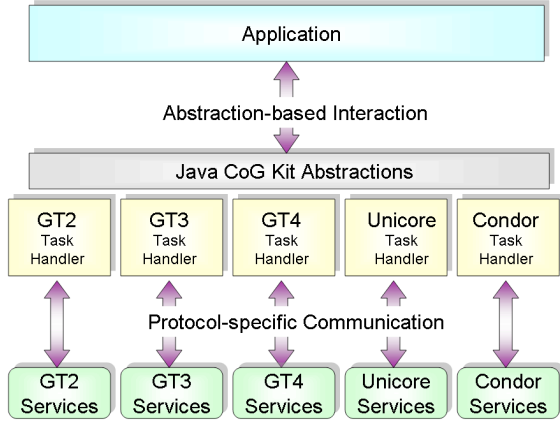 Application
Abstraction-based Interaction
Java CoG Kit Abstractions
GT2 GT3 GT4 Unicore Condor
Task Task Task Task Task
Handler Handler Handler Handler Handler
Protocol-specific Communication
GT2 GT3 GT4 Unicore Condor
Services Services Services Services Services